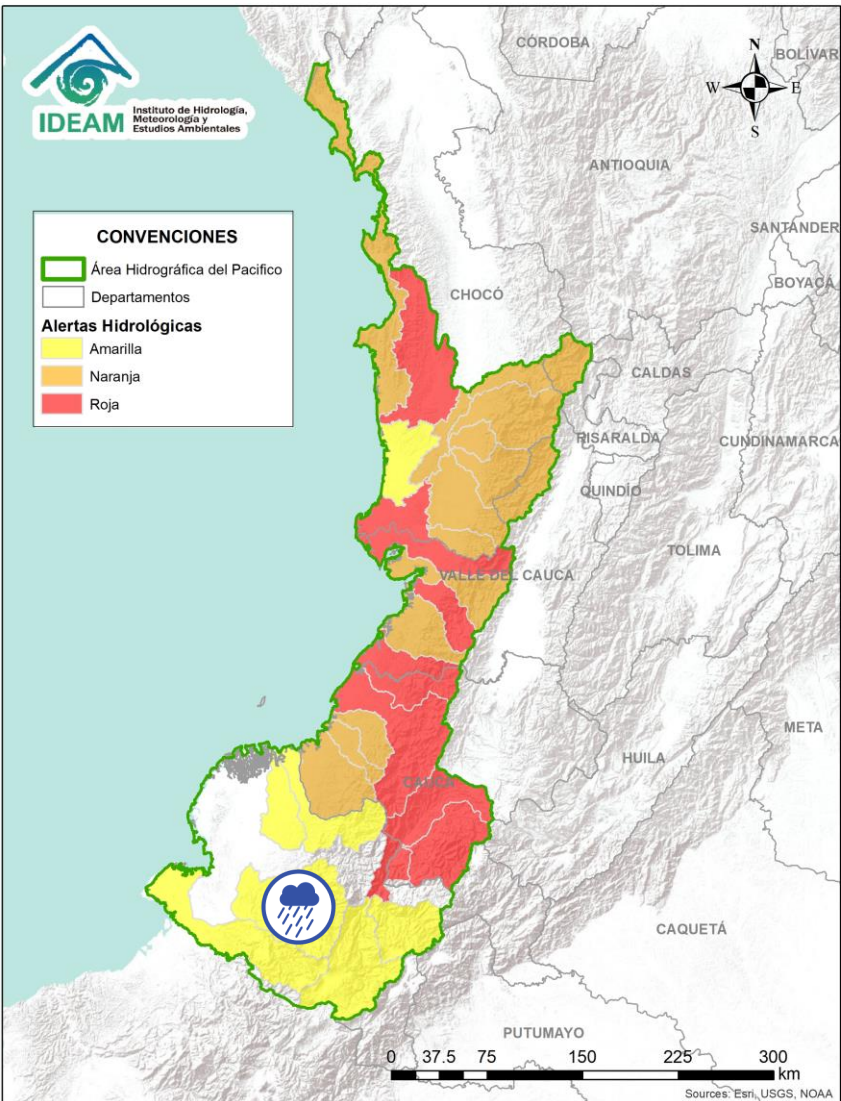 IDEAM
Instituto de Hidrología,
Meteorología y
Estudios Ambientales
N
W
E
S
CÓRDOBA
BOLÍVAR
ANTIOQUIA
SANTANDER
BOYACÁ
CHOCÓ
CALDAS
RISARALDA
CUNDINAMARCA
QUINDÍO
TOLIMA
VALLE DEL CAUCA
META
HUILA
CAUCA
CAQUETÁ
PUTUMAYO
CONVENCIONES
Área Hidrográfica del Pacifico
Departamentos
Alertas Hidrológicas
Amarilla
Naranja
Roja
0 37.5 75 150 225 300
km
Sources: Esri, USGS, NOAA